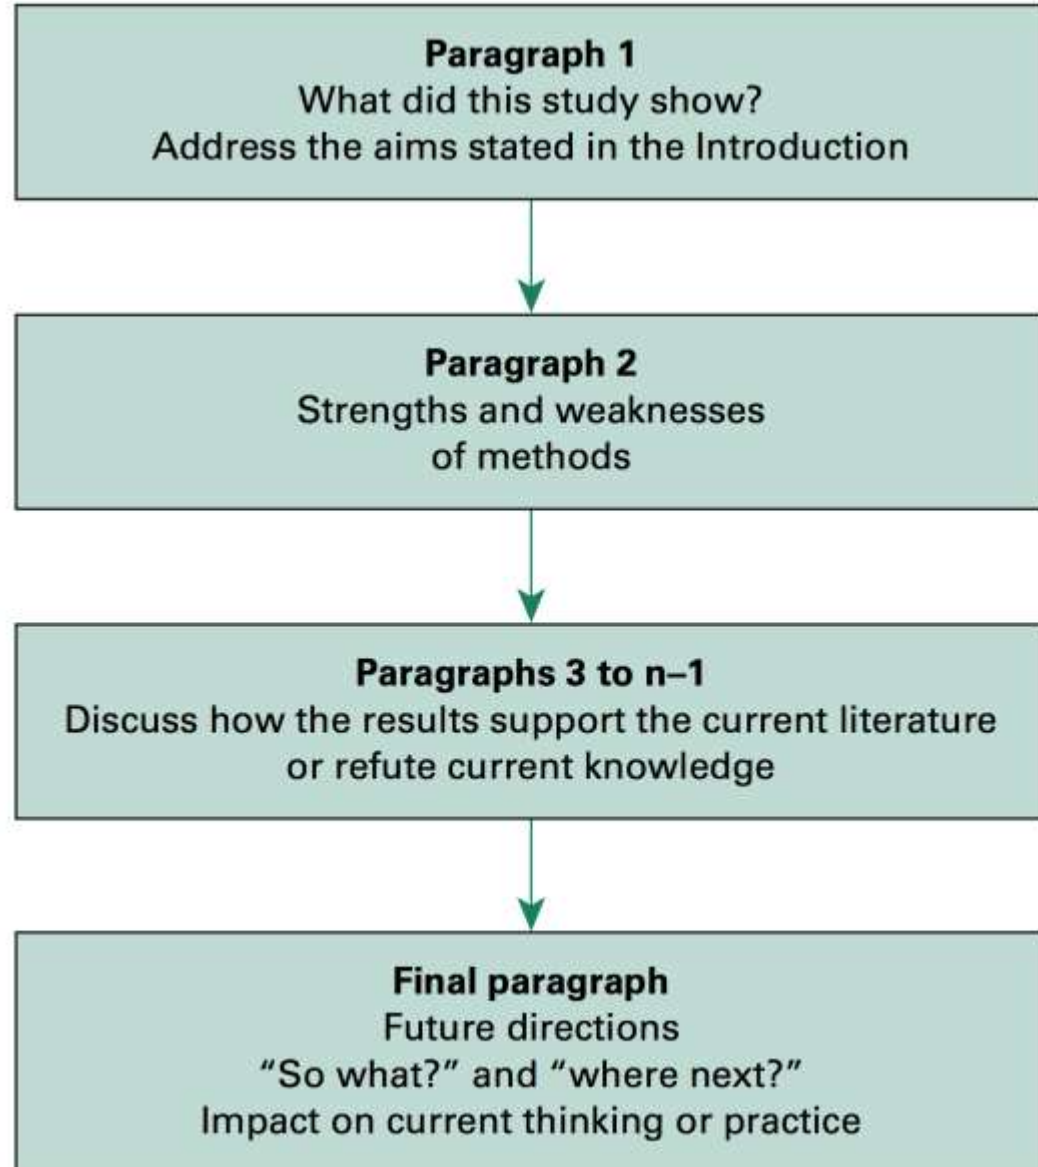 Paragraph 1
What did this study show?
Address the aims stated in the Introduction
Paragraph 2
Strengths and weaknesses
of methods
Paragraphs 3 to n–1
Discuss how the results support the current literature
or refute current knowledge
Final paragraph
Future directions
“So what?” and “where next?”
Impact on current thinking or practice